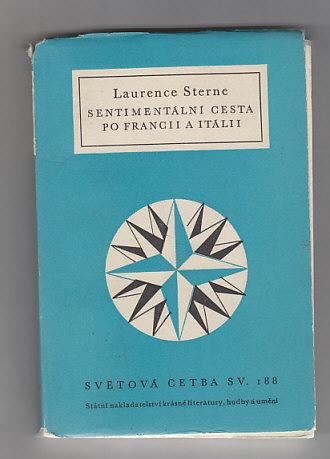 Laurence Sterne
SENTIMENTÁLNÍ CESTA
PO FRANCII A ITÁLII
SVĚTOVÁ ČETBA SV. 188
Státní nakladatelství krásné literatury, hudby a umění